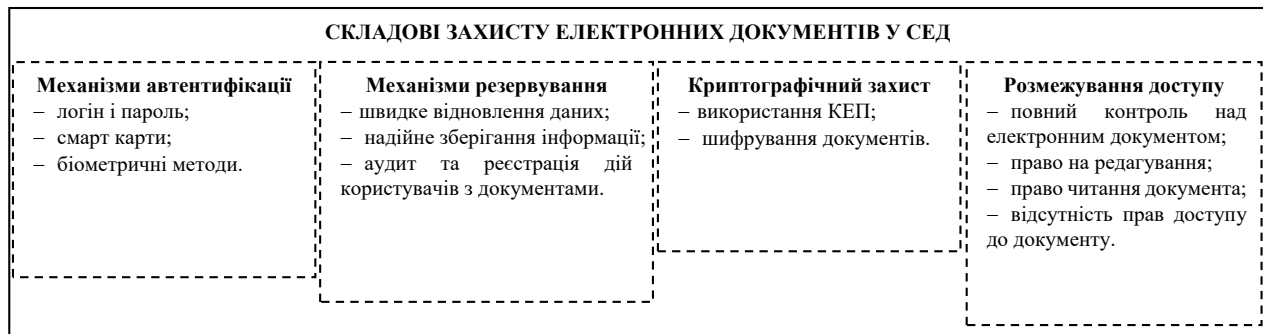 СКЛАДОВІ ЗАХИСТУ ЕЛЕКТРОННИХ ДОКУМЕНТІВ У СЕД
Механізми автентифікації
– логін і пароль;
– смарт карти;
– біометричні методи.
Механізми резервування
– швидке відновлення даних;
– надійне зберігання інформації;
– аудит та реєстрація дій
користувачів з документами.
Криптографічний захист
– використання КЕП;
– шифрування документів.
Розмежування доступу
– повний контроль над
електронним документом;
– право на редагування;
– право читання документа;
– відсутність прав доступу
до документу.